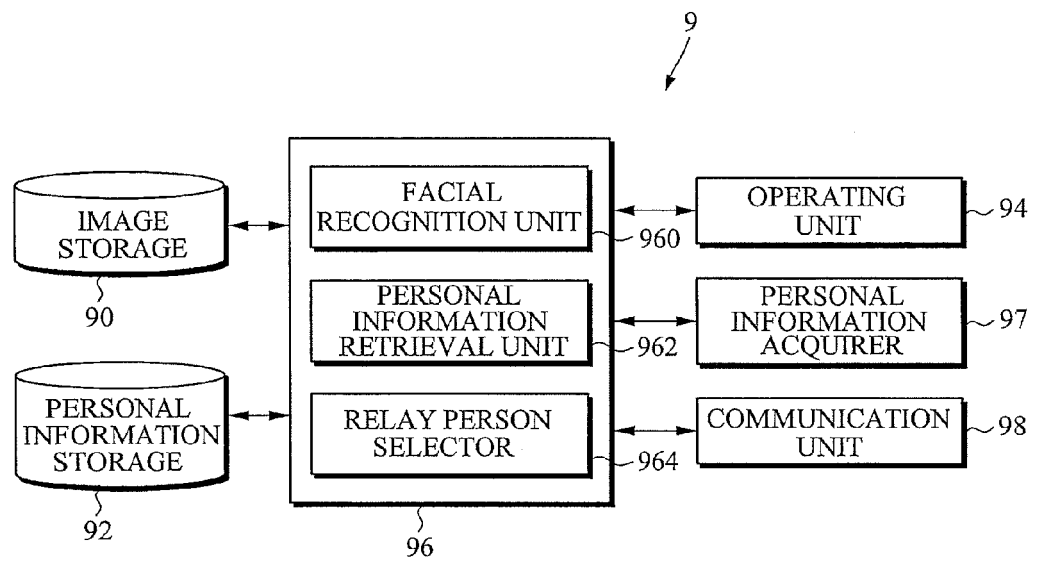 9
IMAGE
STORAGE
90
PERSONAL
INFORMATION
STORAGE
92
FACIAL
RECOGNITION UNIT
960
PERSONAL
INFORMATION
RETRIEVAL UNIT
962
RELAY PERSON
SELECTOR
964
96
OPERATING
UNIT
94
PERSONAL
INFORMATION
ACQUIRER
97
COMMUNICATION
UNIT
98